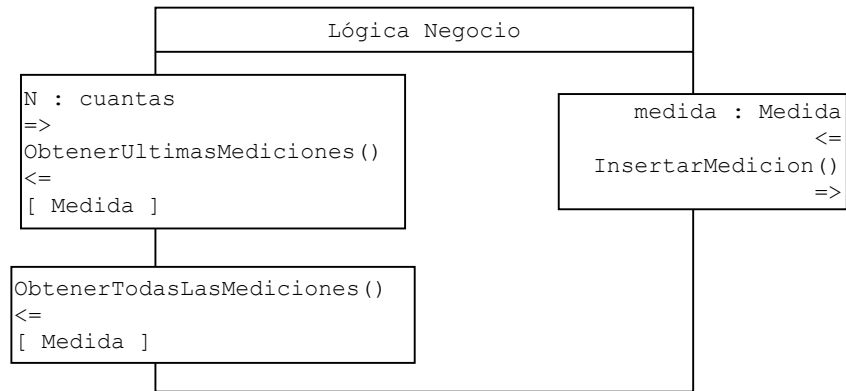 Lógica Negocio
N : cuantas
=>
ObtenerUltimasMediciones()
<=
[ Medida ]
medida : Medida
<=
InsertarMedicion()
=>
ObtenerTodasLasMediciones()
<=
[ Medida ]